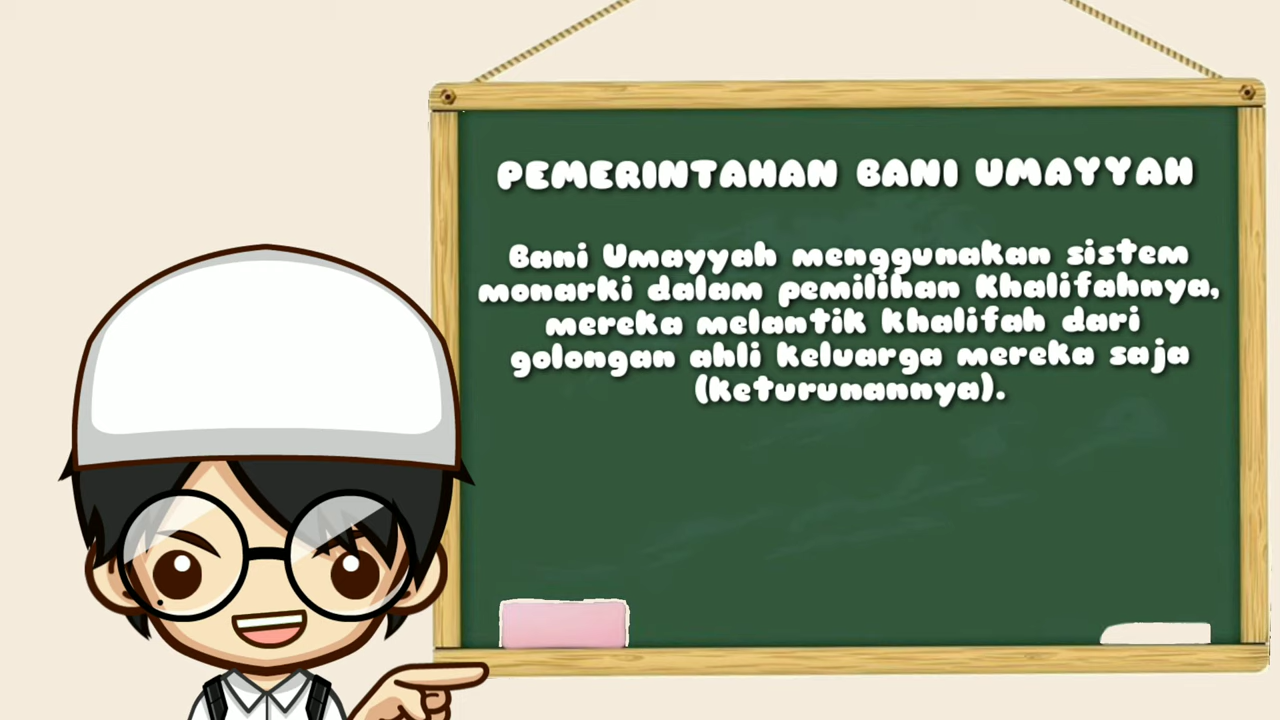 PEMERINTAHAN BANI UMAYYAH
Bani Umayyah menggunakan sistem
monarki dalam pemilihan Khalifahnya,
mereka melantik Khalifah dari
golongan ahli keluarga mereka saja
(keturunannya).